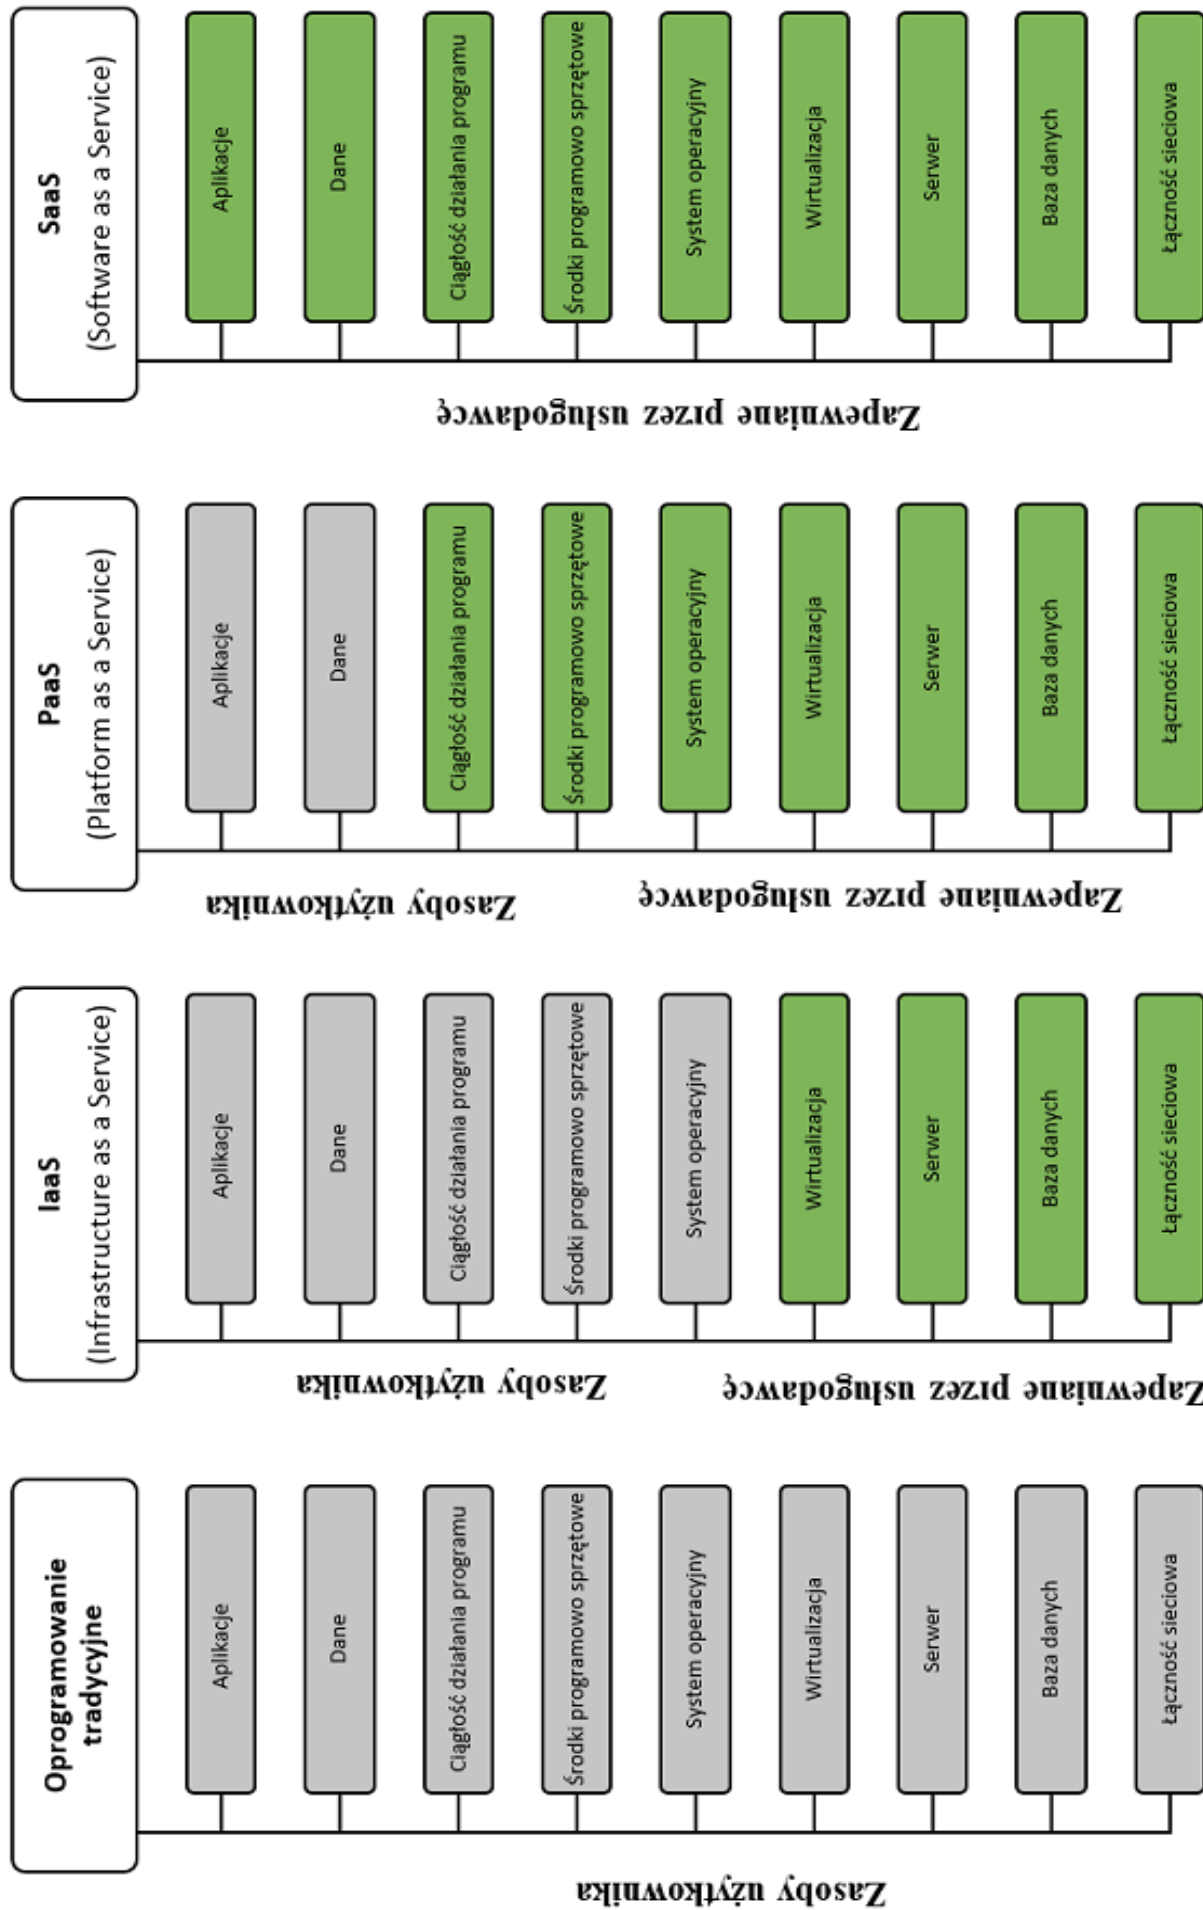 Oprogramowanie
tradycyjne
Zasoby użytkownika
Aplikacje
Dane
Ciągłość działania programu
Środki programowo sprzętowe
System operacyjny
Wirtualizacja
Serwer
Baza danych
Łączność sieciowa
IaaS
(Infrastructure as a Service)
Zasoby użytkownika
Zapewniane przez usługodawcę
Aplikacje
Dane
Ciągłość działania programu
Środki programowo sprzętowe
System operacyjny
Wirtualizacja
Serwer
Baza danych
Łączność sieciowa
PaaS
(Platform as a Service)
Zasoby użytkownika
Zapewniane przez usługodawcę
Aplikacje
Dane
Ciągłość działania programu
Środki programowo sprzętowe
System operacyjny
Wirtualizacja
Serwer
Baza danych
Łączność sieciowa
SaaS
(Software as a Service)
Zapewniane przez usługodawcę
Aplikacje
Dane
Ciągłość działania programu
Środki programowo sprzętowe
System operacyjny
Wirtualizacja
Serwer
Baza danych
Łączność sieciowa